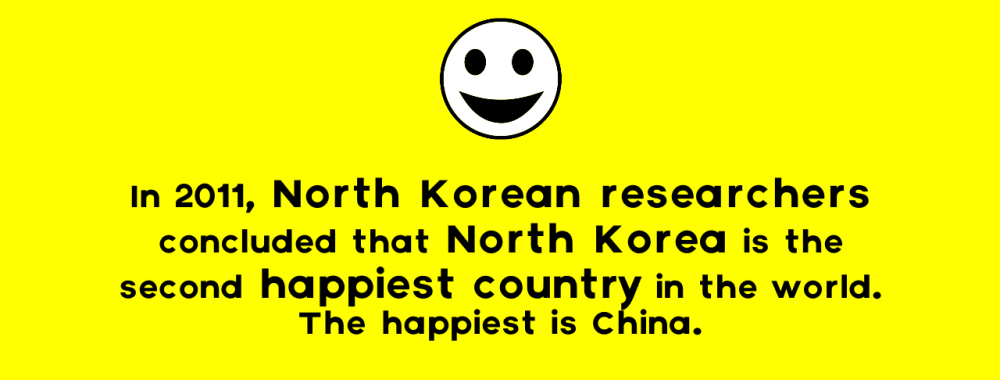 In 2011, North Korean researchers
concluded that North Korea is the
second happiest country in the world.
The happiest is China.